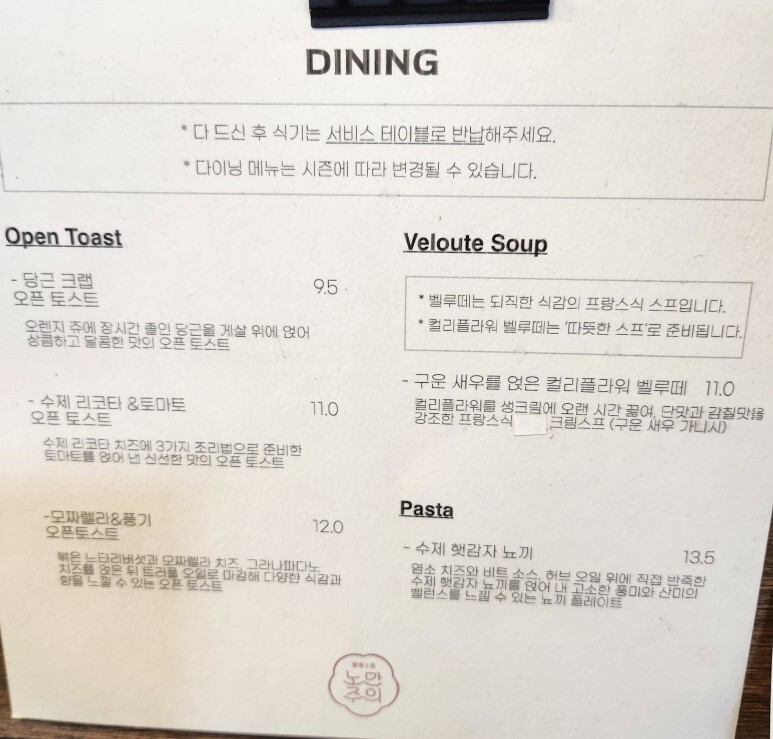 DINING
* 다 드신 후 식기는 서비스 테이블로 반납해주세요.
* 다이닝 메뉴는 시즌에 따라 변경될 수 있습니다.
Open Toast
- 당근 크랩 9.5
오픈 토스트
오렌지 쥬에 장시간 졸인 당근을 게살 위에 얹어
상큼하고 달콤한 맛의 오픈 토스트
- 수제 리코타 &토마토 11.0
오픈 토스트
수제 리코타 치즈에 3가지 조리법으로 준비한
토마토를 얹어 낸 신선한 맛의 오픈 토스트
-모짜렐라&풍기 12.0
오픈토스트
볶은 느타리버섯과 모짜렐라 치즈, 그라나파다노
치즈를 얹은 뒤 트러플 오일로 마감해 다양한 식감과
향을 느낄 수 있는 오픈 토스트
Veloute Soup
* 벨루떼는 되직한 식감의 프랑스식 스프입니다.
* 컬리플라워 벨루떼는 '따뜻한 스프'로 준비됩니다.
- 구운 새우를 얹은 컬리플라워 벨루떼 11.0
컬리플라워를 생크림에 오랜 시간 끓여, 단맛과 감칠맛을
강조한 프랑스식 크림스프 (구운 새우 가니시)
Pasta
- 수제 햇감자 뇨끼 13.5
염소 치즈와 비트 소스, 허브 오일 위에 직접 반죽한
수제 햇감자 뇨끼를 얹어 내 고소한 풍미와 산미의
밸런스를 느낄 수 있는 뇨끼 플레이트